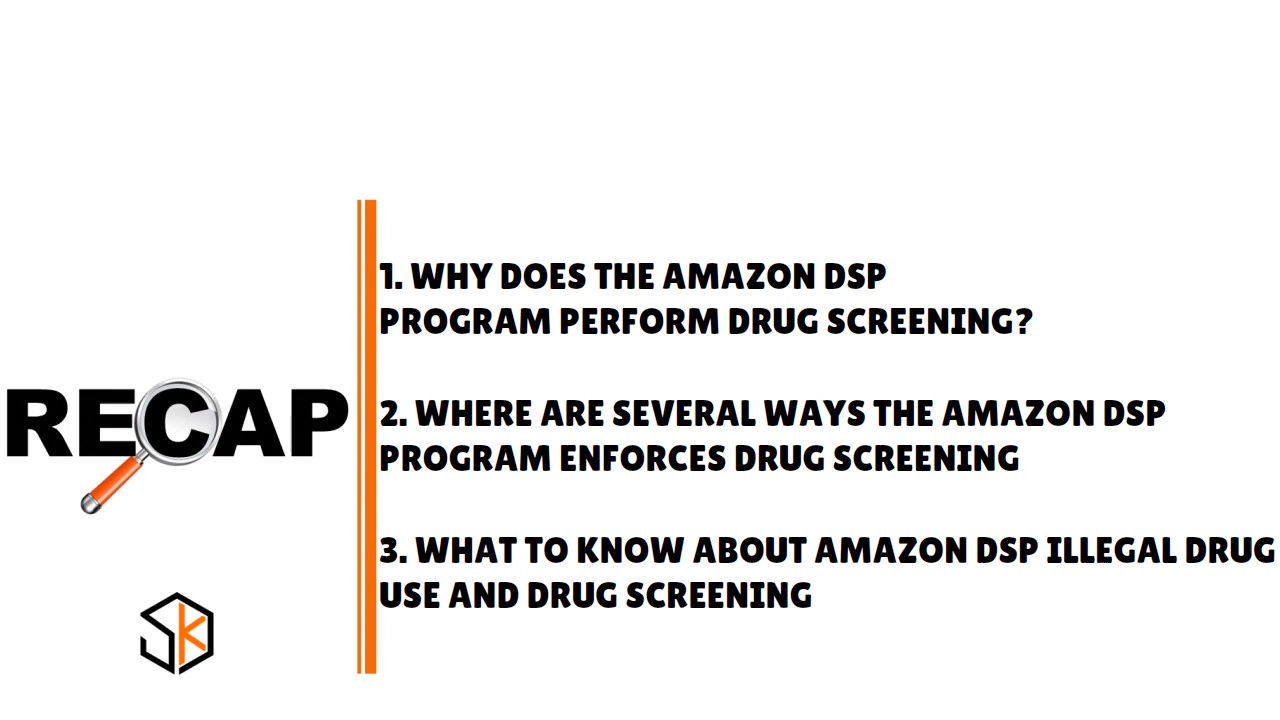 RECAP
1. WHY DOES THE AMAZON DSP
PROGRAM PERFORM DRUG SCREENING?
2. WHERE ARE SEVERAL WAYS THE AMAZON DSP
PROGRAM ENFORCES DRUG SCREENING
3. WHAT TO KNOW ABOUT AMAZON DSP ILLEGAL DRUG
USE AND DRUG SCREENING
SK